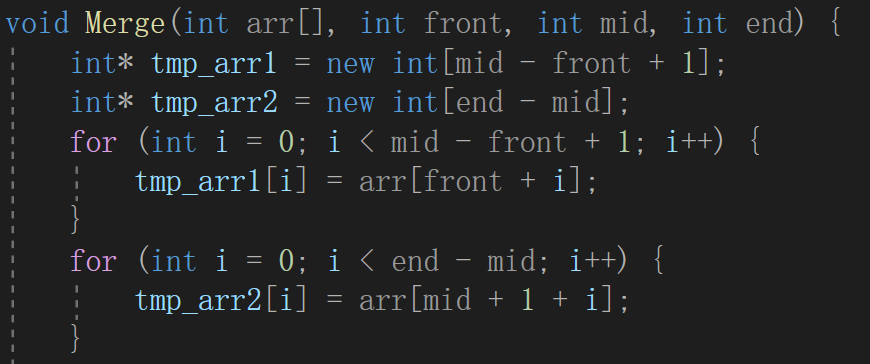 void Merge(int arr[], int front, int mid, int end) {
int* tmp_arr1 = new int[mid - front + 1];
int* tmp_arr2 = new int[end - mid];
for (int i = 0; i < mid - front + 1; i++) {
tmp_arr1[i] = arr[front + i];
}
for (int i = 0; i < end - mid; i++) {
tmp_arr2[i] = arr[mid + 1 + i];
}